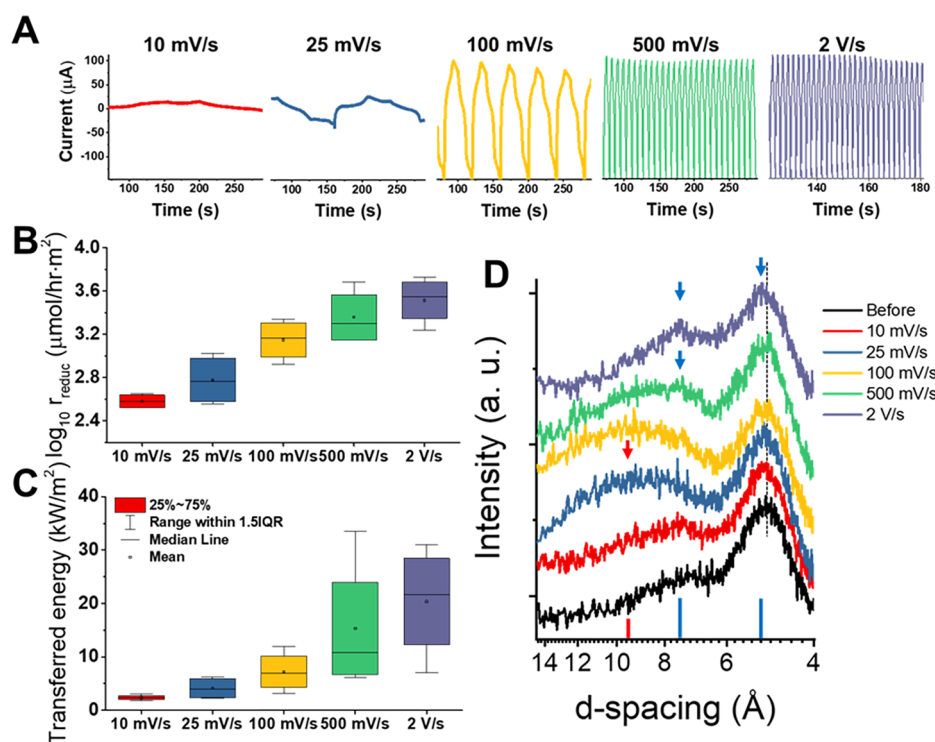 A
10 mV/s 25 mV/s 100 mV/s 500 mV/s 2 V/s
Current (μA)
100
50
0
-50
-100
100 150 200 250
100 150 200 250
100 150 200 250
100 150 200 250
140 160 180
Time (s) Time (s) Time (s) Time (s) Time (s)
B
log10 rreduc (μmol/hr·m²)
4.0
3.6
3.2
2.8
2.4
10 mV/s 25 mV/s 100 mV/s 500 mV/s 2 V/s
C
Transferred energy (kW/m²)
40
30
20
10
0
25%~75%
Range within 1.5IQR
Median Line
Mean
10 mV/s 25 mV/s 100 mV/s 500 mV/s 2 V/s
D
Intensity (a. u.)
Before
10 mV/s
25 mV/s
100 mV/s
500 mV/s
2 V/s
14 12 10 8 6 4
d-spacing (Å)